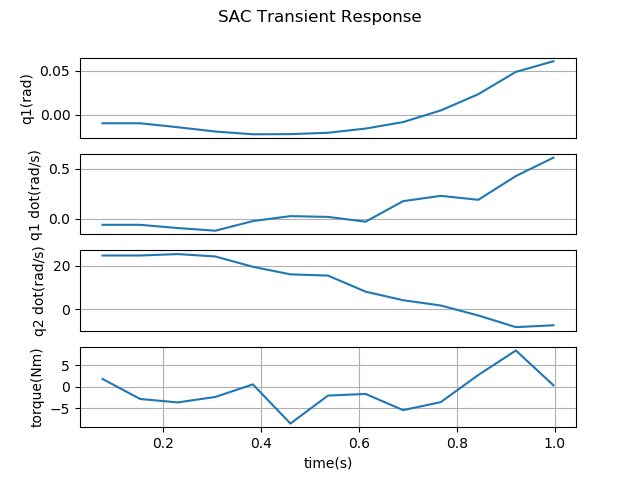 SAC Transient Response
q1(rad)
0.05
0.00
q1 dot(rad/s)
0.5
0.0
q2 dot(rad/s)
20
0
torque(Nm)
5
0
−5
0.2 0.4 0.6 0.8 1.0
time(s)